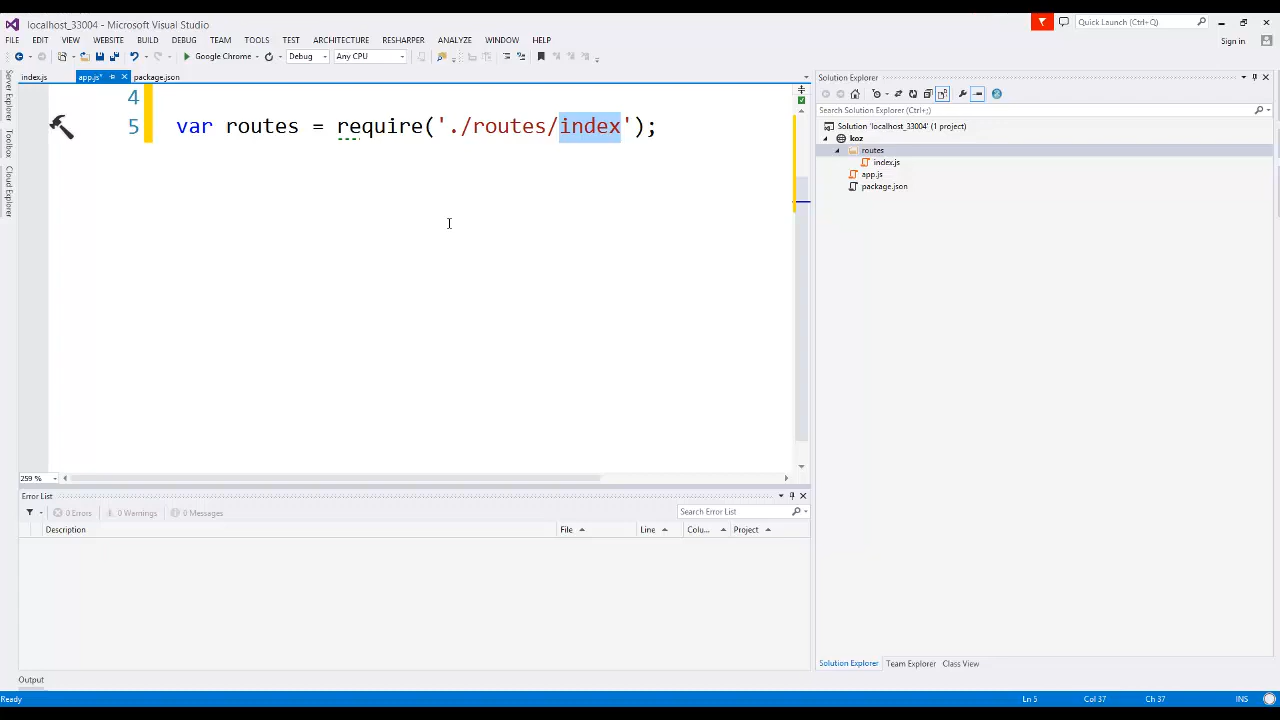 localhost_33004 - Microsoft Visual Studio
Quick Launch (Ctrl+Q)
FILE EDIT VIEW WEBSITE BUILD DEBUG TEAM TOOLS TEST ARCHITECTURE RESHARPER ANALYZE WINDOW HELP
Sign in
Google Chrome Debug Any CPU
index.js app.js* package.json
Server Explorer
Toolbox
Cloud Explorer
4
5 var routes = require('./routes/index');
259 %
Solution Explorer
Search Solution Explorer (Ctrl+;)
Solution 'localhost_33004' (1 project)
koz
routes
index.js
app.js
package.json
Error List
0 Errors 0 Warnings 0 Messages
Search Error List
Description File Line Colu... Project
Solution Explorer Team Explorer Class View
Output
Ready Ln 5 Col 37 Ch 37 INS